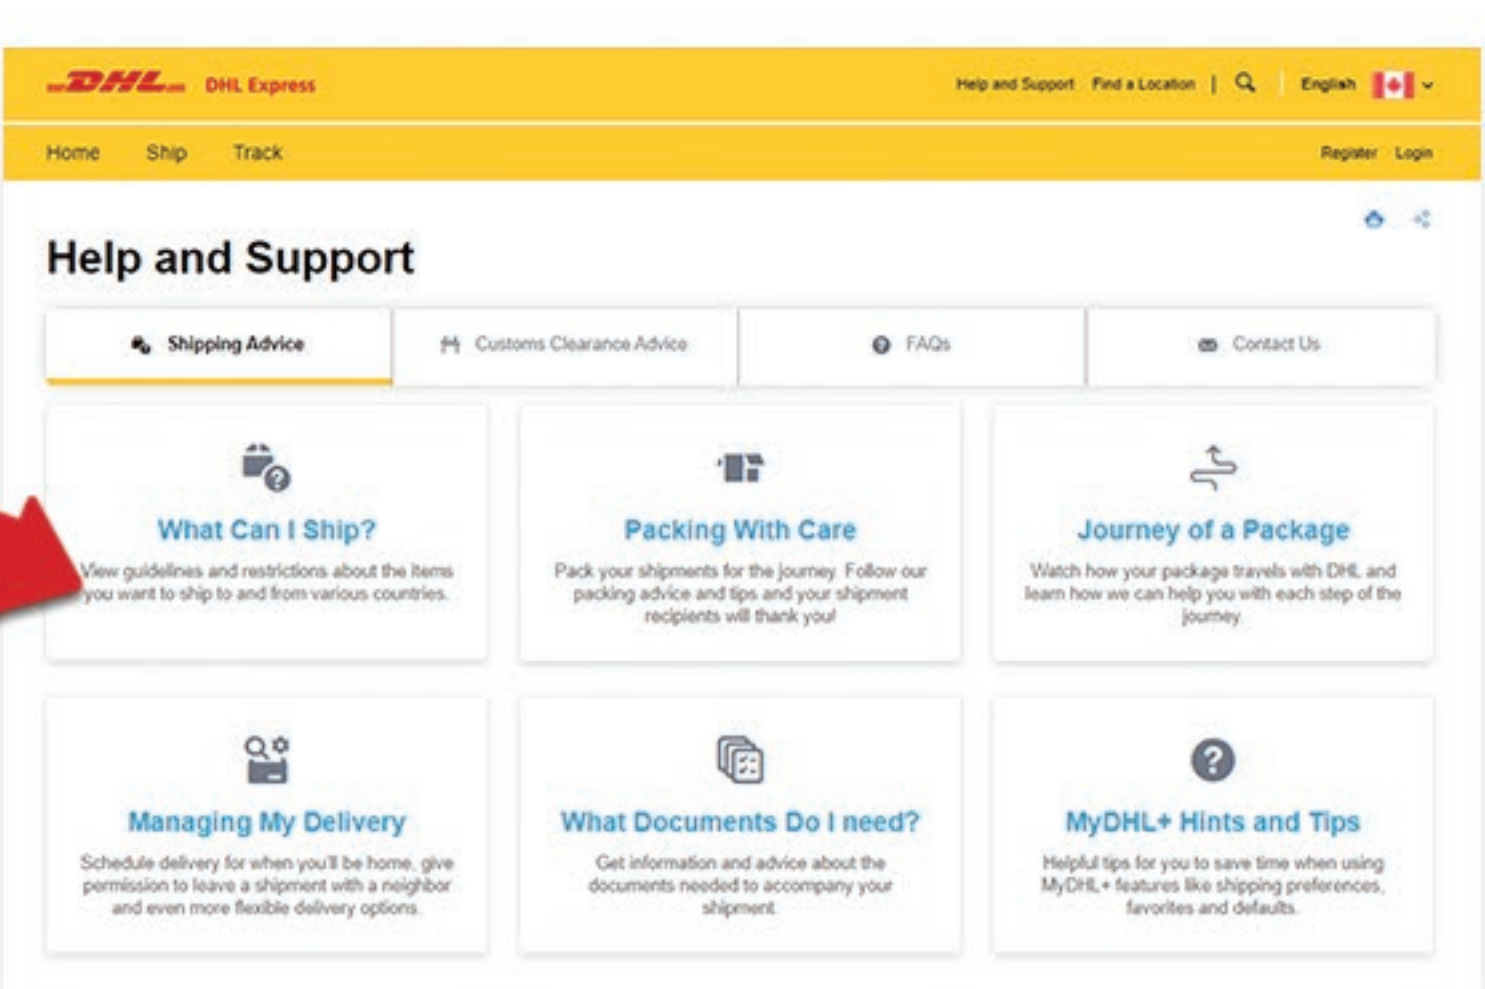 DHL DHL Express
Help and Support Find a Location | English
Home Ship Track
Register Login
Help and Support
Shipping Advice
Customs Clearance Advice
FAQs
Contact Us
What Can I Ship?
View guidelines and restrictions about the items
you want to ship to and from various countries.
Packing With Care
Pack your shipments for the journey. Follow our
packing advice and tips and your shipment
recipients will thank you!
Journey of a Package
Watch how your package travels with DHL and
learn how we can help you with each step of the
journey
Managing My Delivery
Schedule delivery for when you'll be home, give
permission to leave a shipment with a neighbor
and even more flexible delivery options.
What Documents Do I need?
Get information and advice about the
documents needed to accompany your
shipment.
MyDHL+ Hints and Tips
Helpful tips for you to save time when using
MyDHL+ features like shipping preferences,
favorites and defaults.